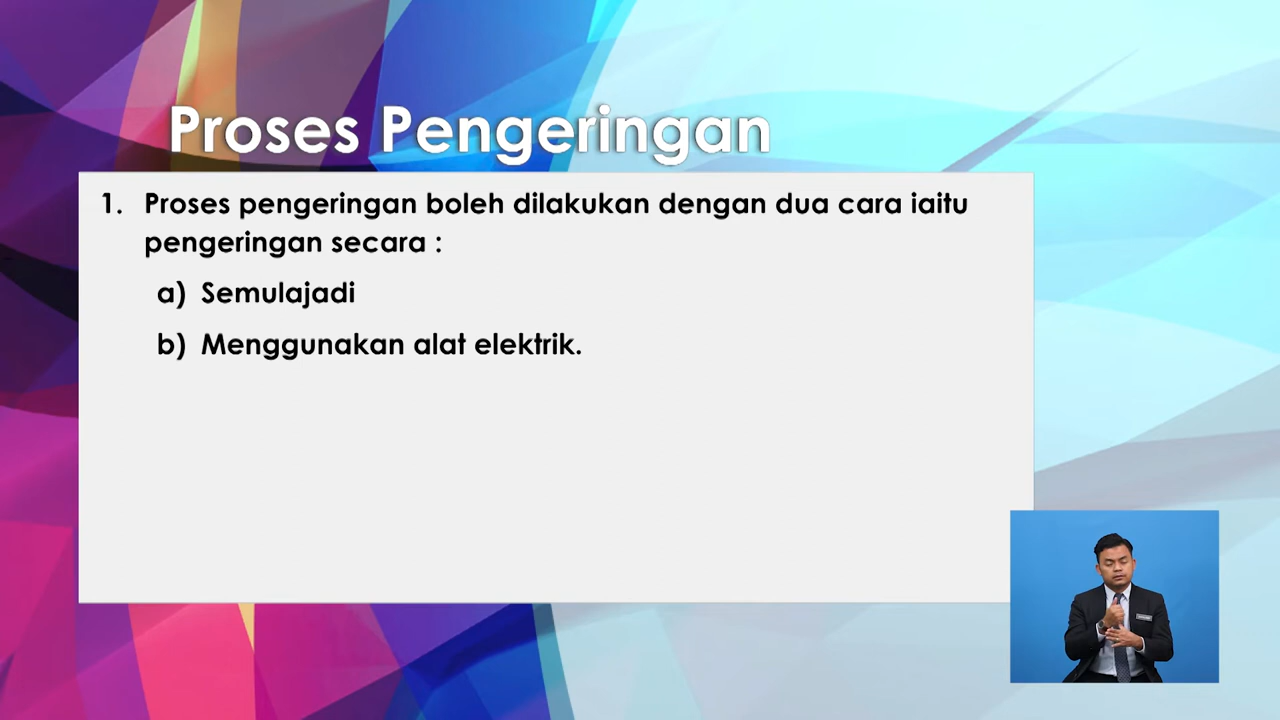 Proses Pengeringan
1. Proses pengeringan boleh dilakukan dengan dua cara iaitu
pengeringan secara :
a) Semulajadi
b) Menggunakan alat elektrik.